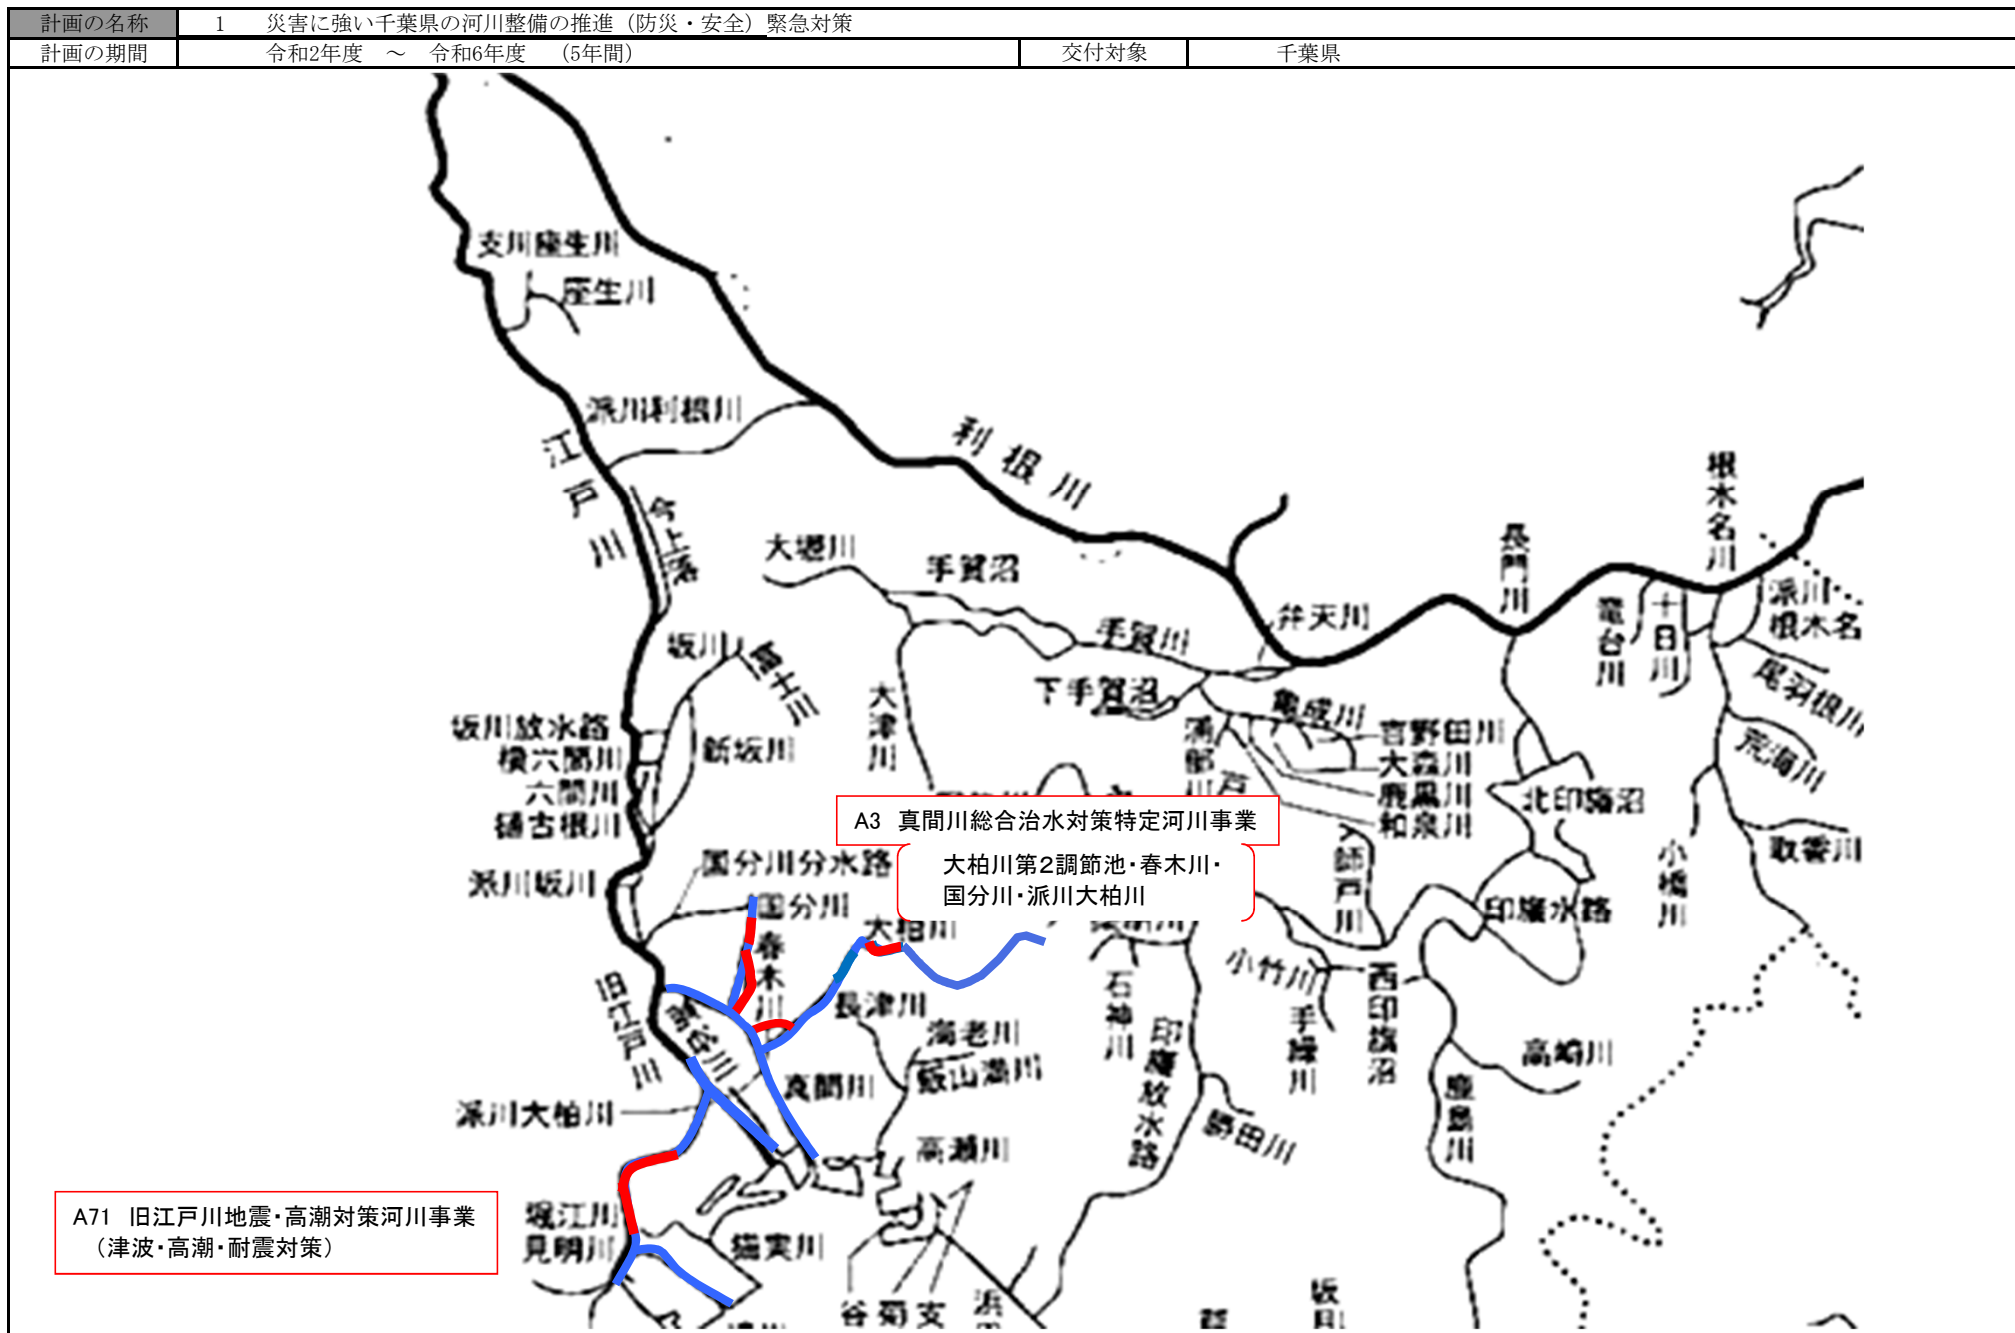 計画の名称 1 災害に強い千葉県の河川整備の推進（防災・安全）緊急対策
計画の期間 令和2年度 ～ 令和6年度 (5年間) 交付対象 千葉県
支川座生川
座生川
派川利根川
江戸川
利根川
今上落
根木名川
長門川
大堀川
手賀沼
弁天川
竜台川
十日川
派川
根木名
手賀川
坂川
富士川
下手賀沼
大津川
亀成川
尾羽根川
坂川放水路
横六間川
新坂川
吉野田川
荒海川
六間川
大森川
鹿黒川
北印旛沼
樋古根川
和泉川
A3 真間川総合治水対策特定河川事業
大柏川第2調節池・春木川・
国分川・派川大柏川
国分川分水路
師戸川
小橋川
取香川
派川坂川
国分川
印旛水路
大柏川
春木川
小竹川
西印旛沼
旧江戸川
長津川
石神川
印旛放水路
手繰川
海老川
飯山満川
高崎川
真間川
鹿島川
派川大柏川
勝田川
高瀬川
A71 旧江戸川地震・高潮対策河川事業
（津波・高潮・耐震対策）
堀江川
見明川
猫実川
谷
菊
支
浜